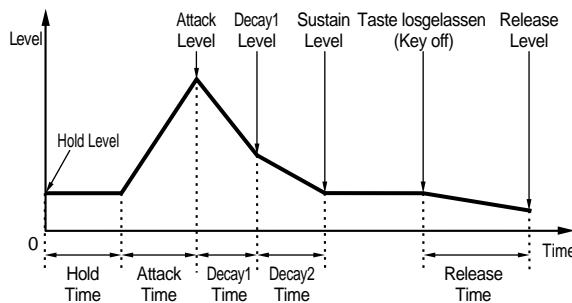 Attack
Level
Decay1
Level
Sustain
Level
Taste losgelassen
(Key off)
Release
Level
Level
Hold Level
0
Time
Hold
Time
Attack
Time
Decay1
Time
Decay2
Time
Release
Time